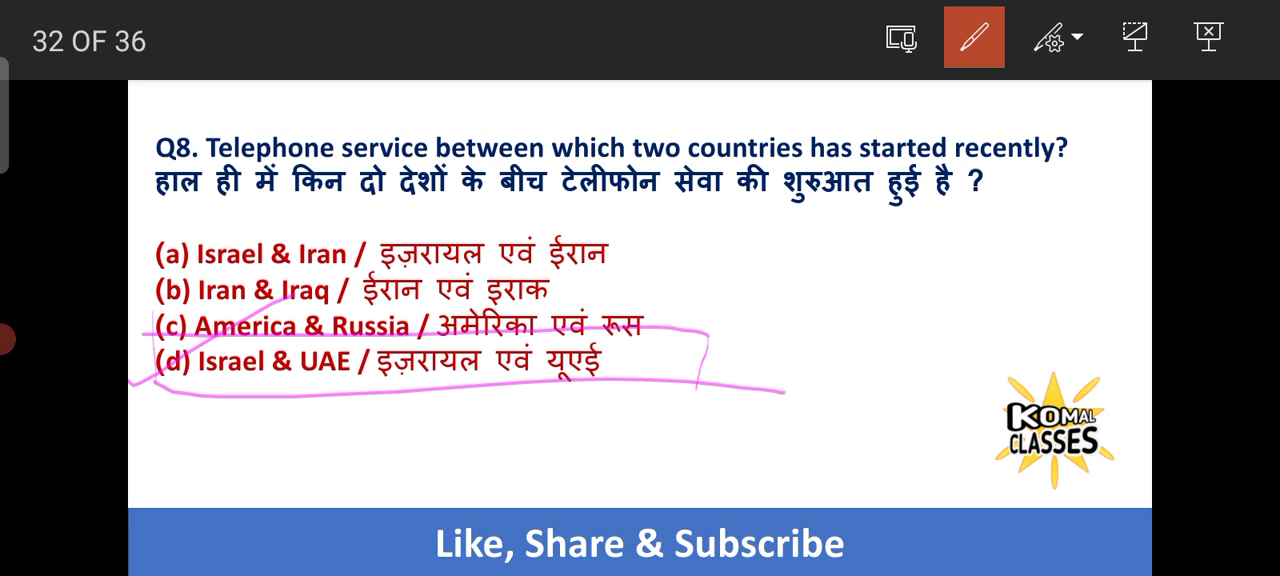 32 OF 36
Q8. Telephone service between which two countries has started recently?
हाल ही में किन दो देशों के बीच टेलीफोन सेवा की शुरुआत हुई है ?
(a) Israel & Iran / इज़रायल एवं ईरान
(b) Iran & Iraq / ईरान एवं इराक
(c) America & Russia / अमेरिका एवं रूस
(d) Israel & UAE / इज़रायल एवं यूएई
KOMAL
CLASSES
Like, Share & Subscribe